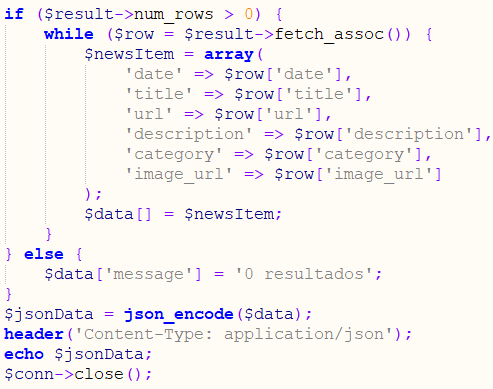 if ($result->num_rows > 0) {
    while ($row = $result->fetch_assoc()) {
        $newsItem = array(
            'date' => $row['date'],
            'title' => $row['title'],
            'url' => $row['url'],
            'description' => $row['description'],
            'category' => $row['category'],
            'image_url' => $row['image_url']
        );
        $data[] = $newsItem;
    }
} else {
    $data['message'] = '0 resultados';
}
$jsonData = json_encode($data);
header('Content-Type: application/json');
echo $jsonData;
$conn->close();